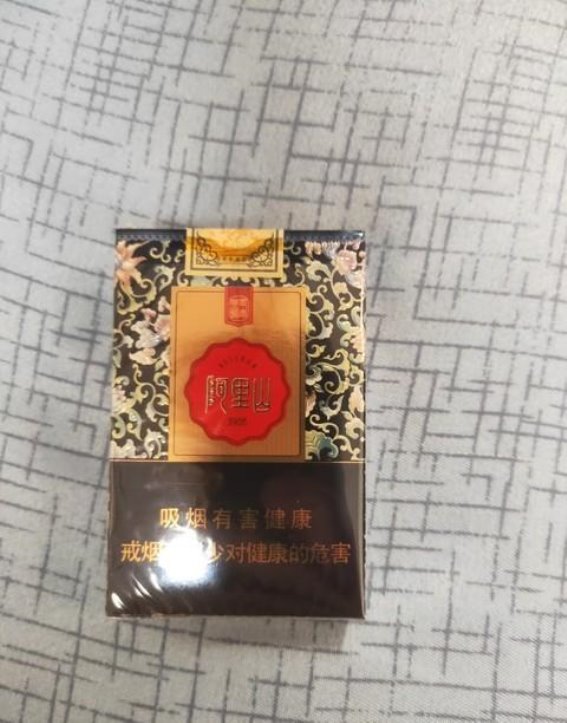 阿里山
吸烟有害健康
戒烟 少对健康的危害